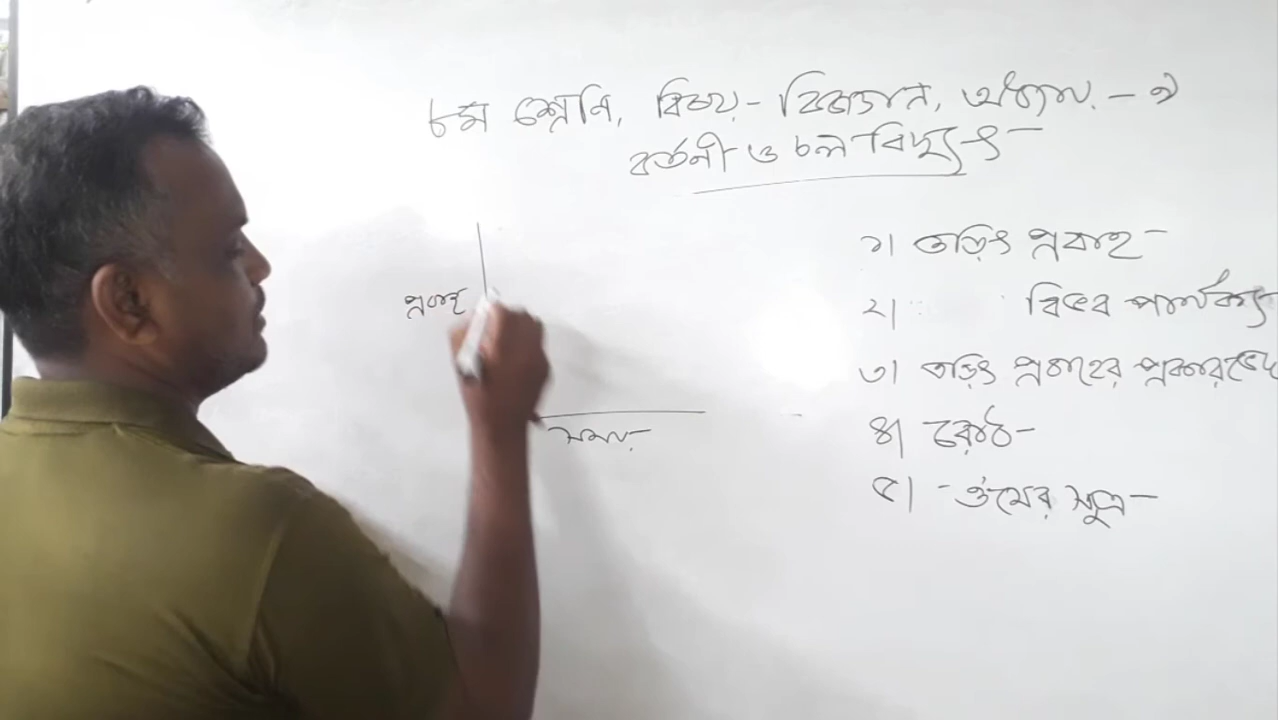 ৮ম শ্রেনি, বিষয় - বিজ্ঞান, অধ্যায় - ৯
বর্তনী ও চল বিদ্যুৎ
প্রবাহ
সময়
১। তড়িৎ প্রবাহ
২। বিভব পার্থক্য
৩। তড়িৎ প্রবাহের প্রকারভেদ
৪। রোধ
৫। ওমের সূত্র